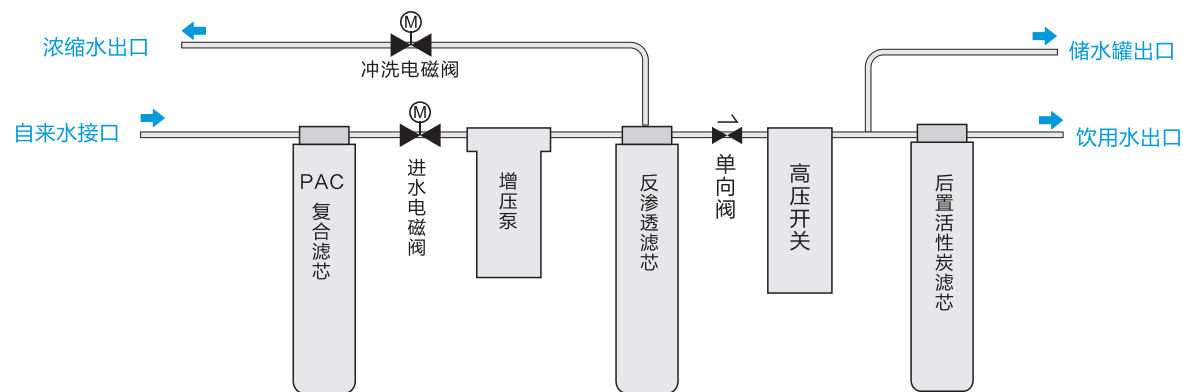 浓缩水出口
M
冲洗电磁阀
储水罐出口
自来水接口
M
饮用水出口
PAC
复合滤芯
进水电磁阀
增压泵
反渗透滤芯
单向阀
高压开关
后置活性炭滤芯